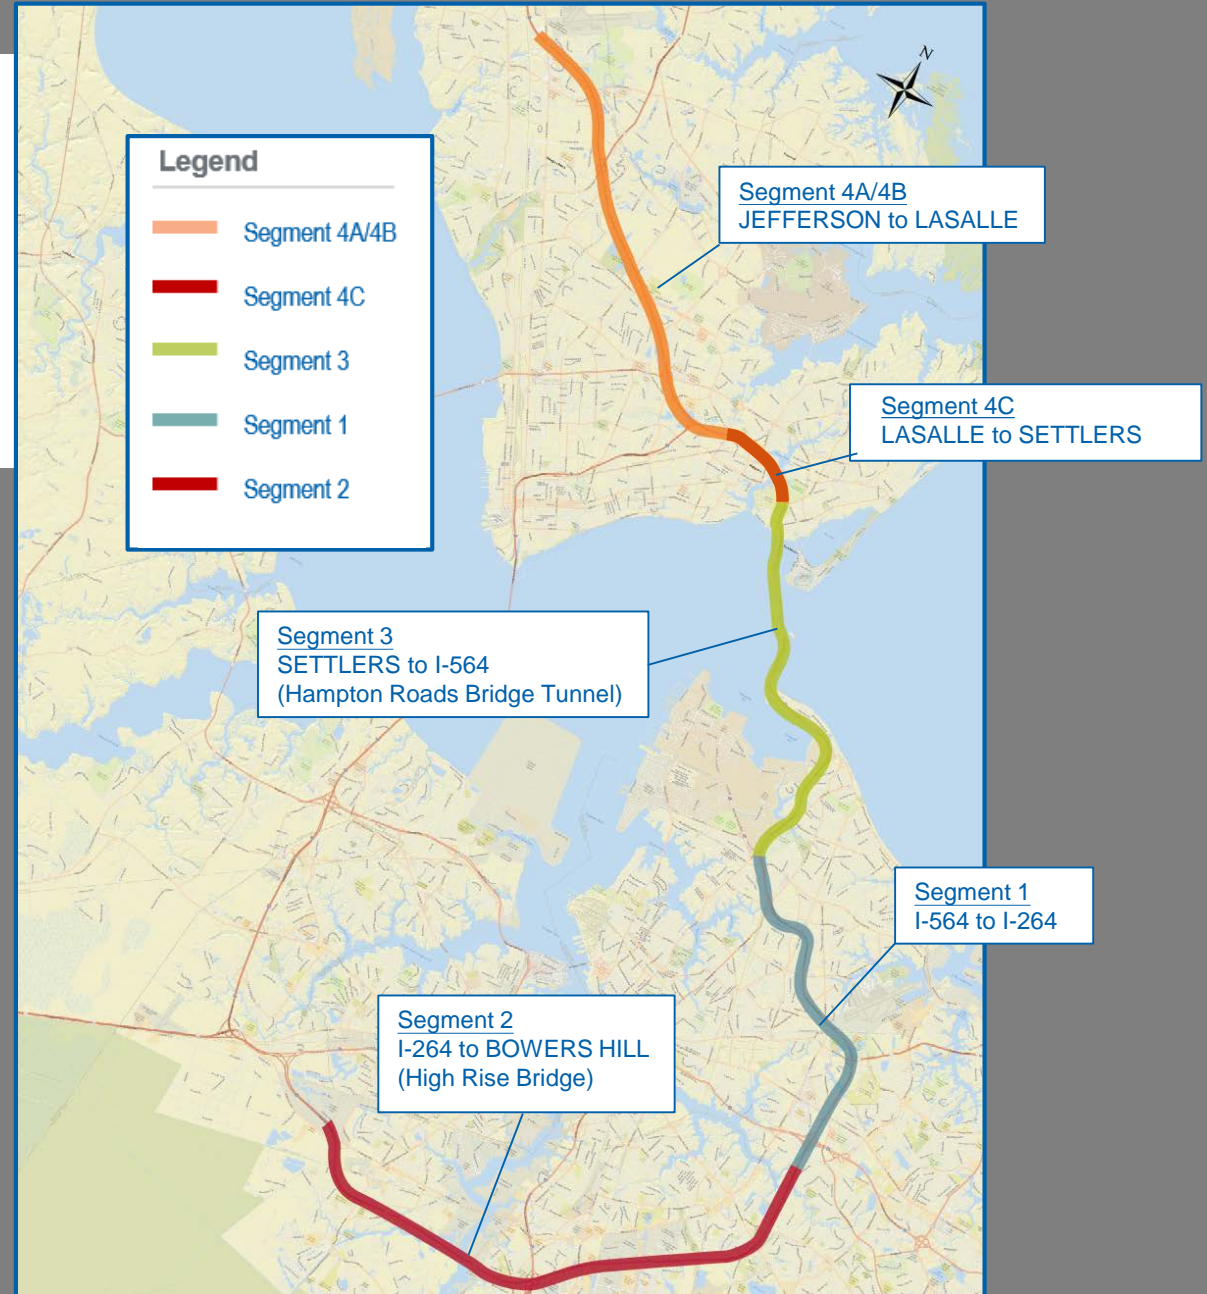 N
Legend
Segment 4A/4B
Segment 4C
Segment 3
Segment 1
Segment 2
Segment 4A/4B
JEFFERSON to LASALLE
Segment 4C
LASALLE to SETTLERS
Segment 3
SETTLERS to I-564
(Hampton Roads Bridge Tunnel)
Segment 1
I-564 to I-264
Segment 2
I-264 to BOWERS HILL
(High Rise Bridge)